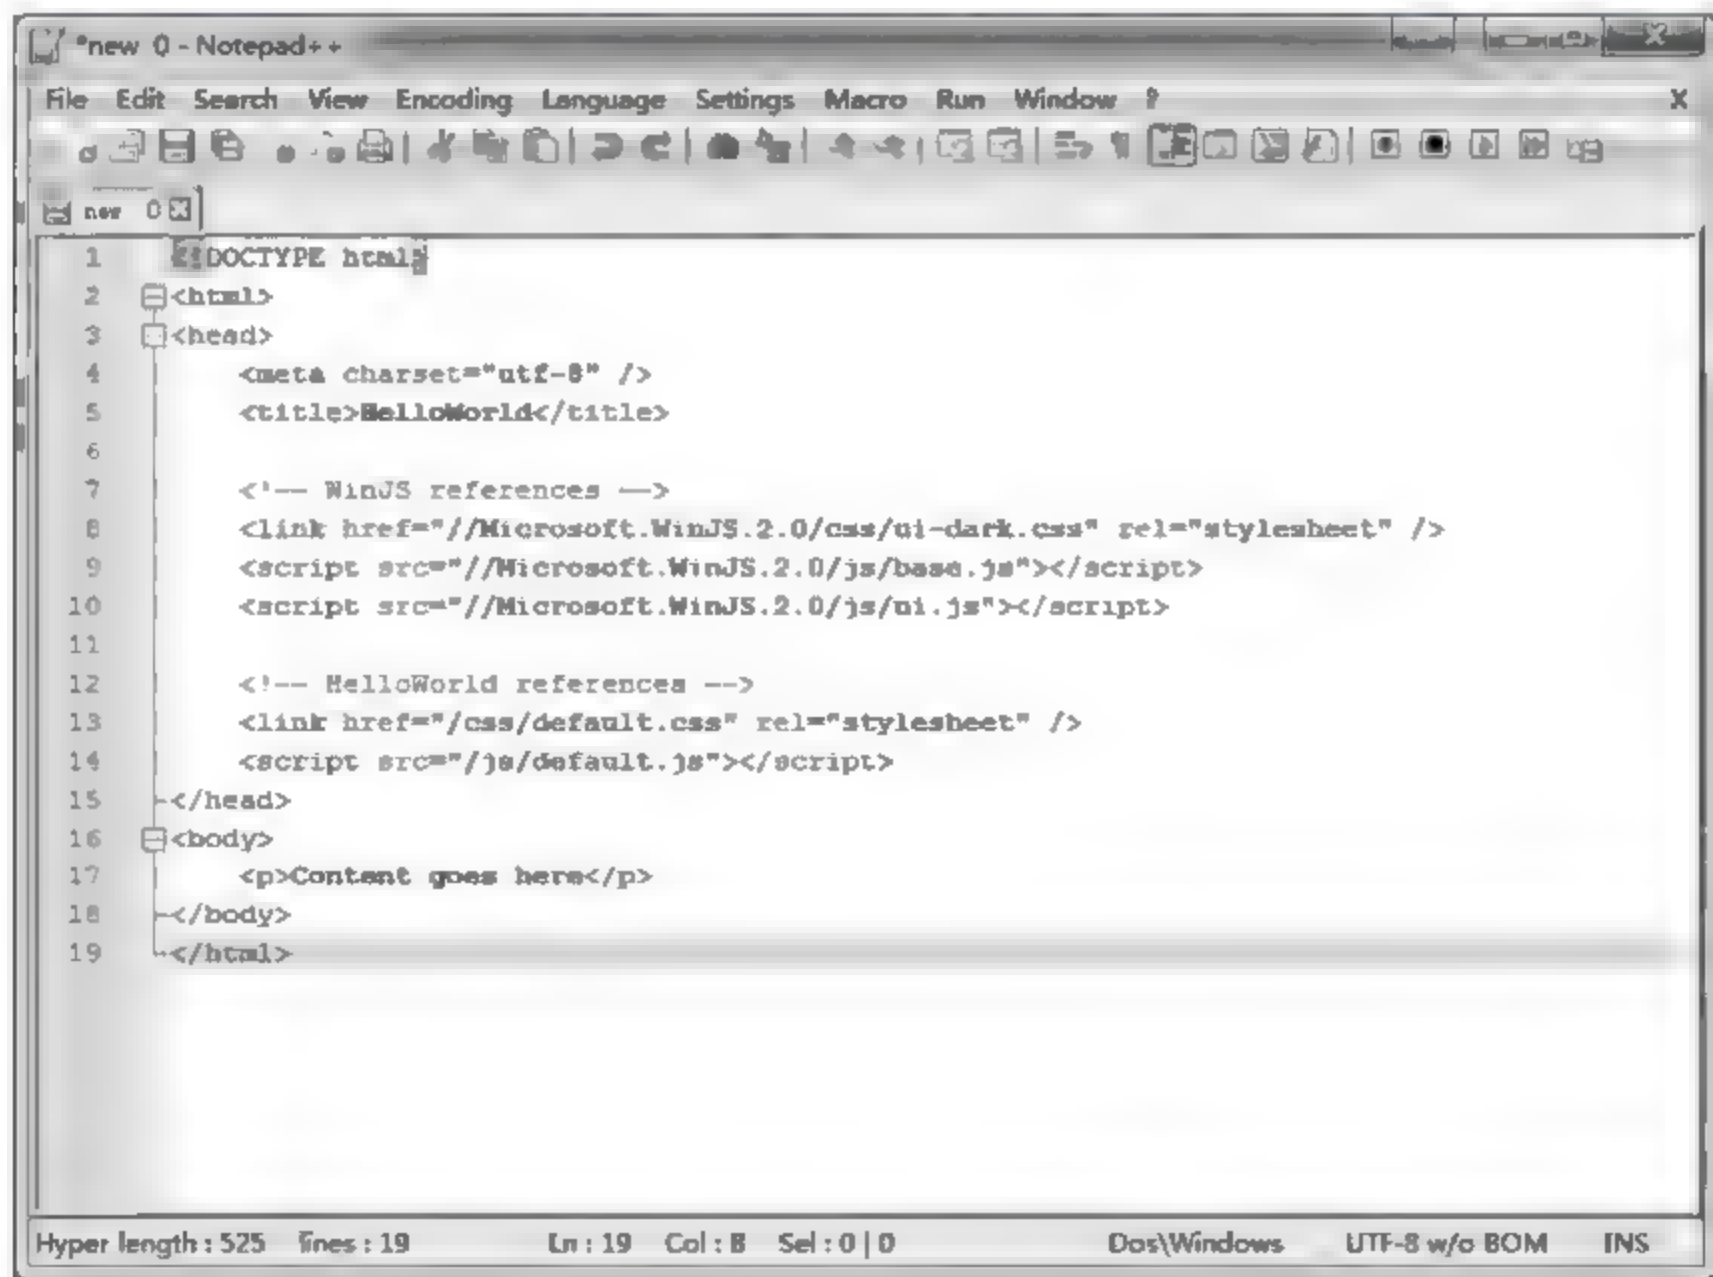 *new 0 - Notepad++
File Edit Search View Encoding Language Settings Macro Run Window ? X
new 0
1 <!DOCTYPE html>
2 <html>
3 <head>
4 <meta charset="utf-8" />
5 <title>HelloWorld</title>
6
7 <!-- WinJS references -->
8 <link href="//Microsoft.WinJS.2.0/css/ui-dark.css" rel="stylesheet" />
9 <script src="//Microsoft.WinJS.2.0/js/base.js"></script>
10 <script src="//Microsoft.WinJS.2.0/js/ui.js"></script>
11
12 <!-- HelloWorld references -->
13 <link href="/css/default.css" rel="stylesheet" />
14 <script src="/js/default.js"></script>
15 </head>
16 <body>
17 <p>Content goes here</p>
18 </body>
19 </html>
Hyper length : 525 lines : 19 Ln : 19 Col : 8 Sel : 0 | 0 Dos\Windows UTF-8 w/o BOM INS